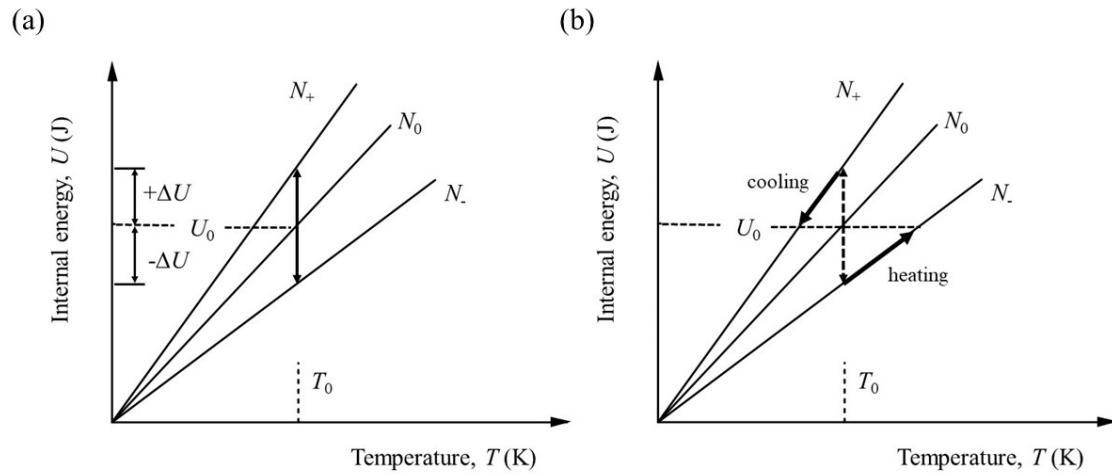 (a)
Internal energy, U (J)
N₊
N₀
N₋
+ΔU
U₀
-ΔU
T₀
Temperature, T (K)
(b)
Internal energy, U (J)
N₊
N₀
N₋
cooling
U₀
heating
T₀
Temperature, T (K)